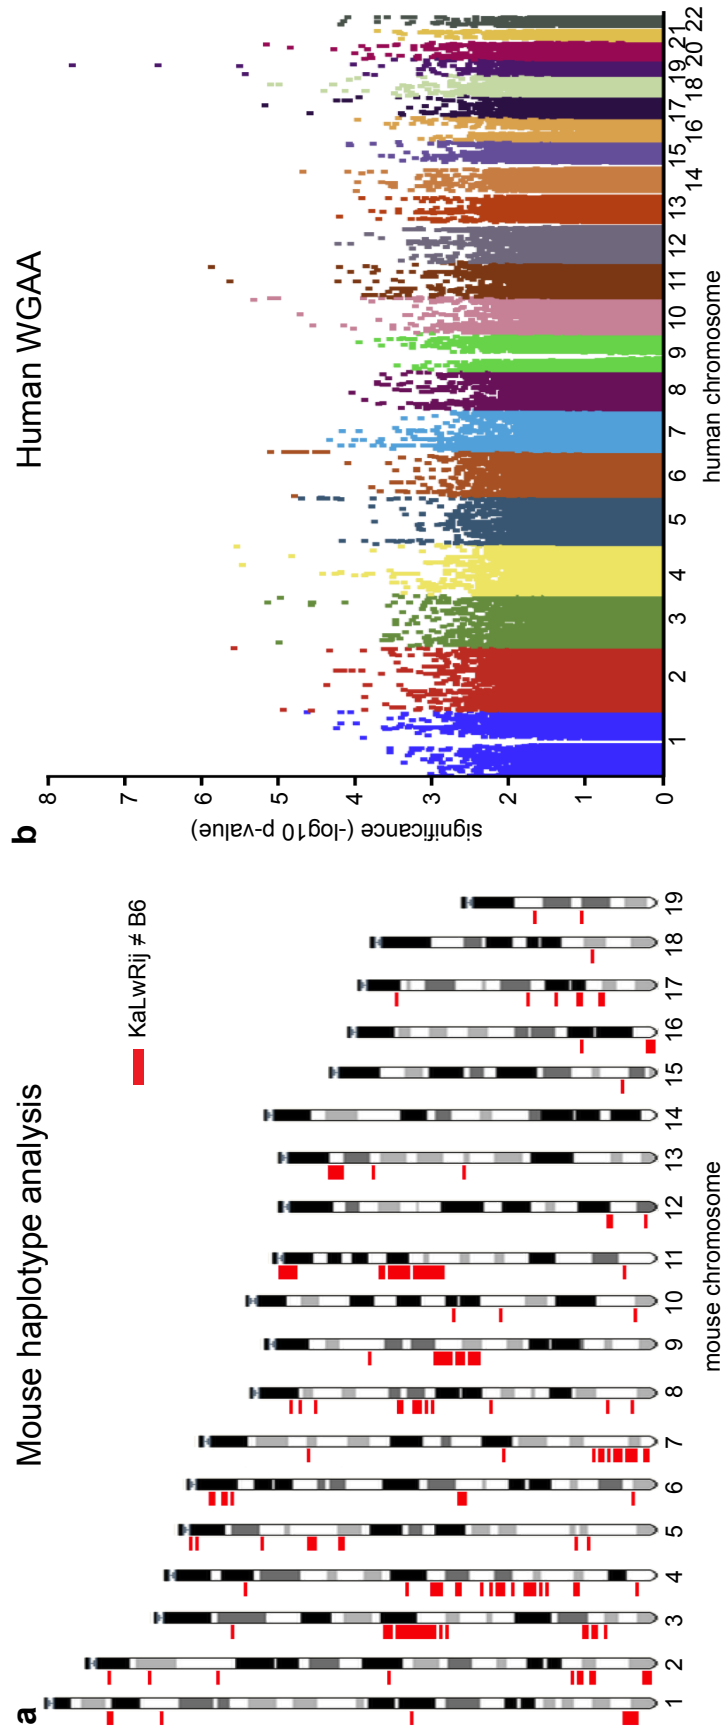 a
Mouse haplotype analysis
KaLwRij ≠ B6
1 2 3 4 5 6 7 8 9 10 11 12 13 14 15 16 17 18 19
mouse chromosome
b
Human WGAA
significance (-log10 p-value)
8
7
6
5
4
3
2
1
0
1 2 3 4 5 6 7 8 9 10 11 12 13 14 15 16 17 18 19 20 21 22
human chromosome